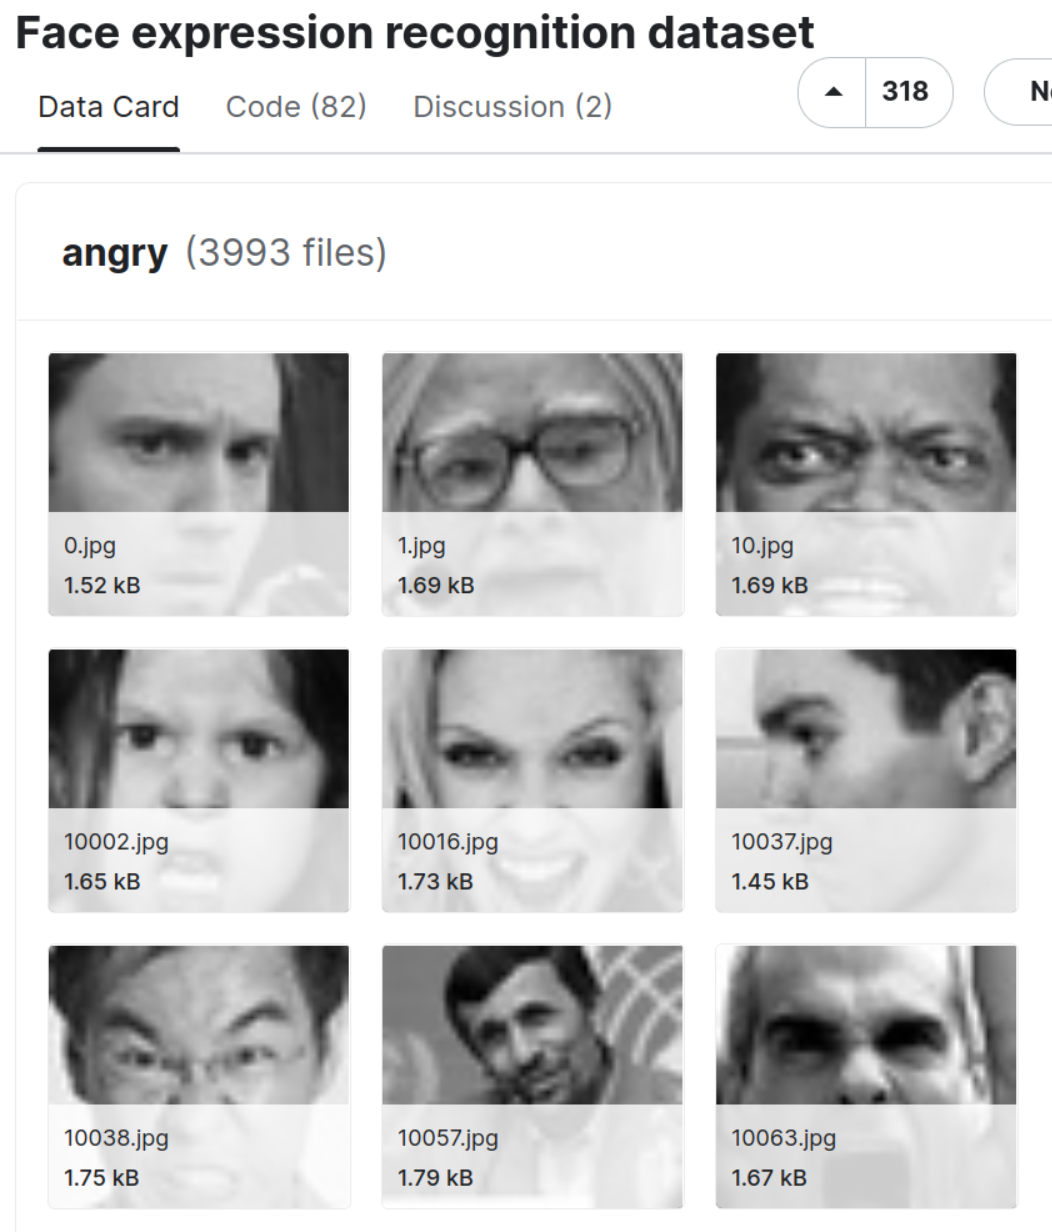 Face expression recognition dataset
Data Card Code (82) Discussion (2)
318
angry (3993 files)
0.jpg 1.jpg 10.jpg
1.52 kB 1.69 kB 1.69 kB
10002.jpg 10016.jpg 10037.jpg
1.65 kB 1.73 kB 1.45 kB
10038.jpg 10057.jpg 10063.jpg
1.75 kB 1.79 kB 1.67 kB